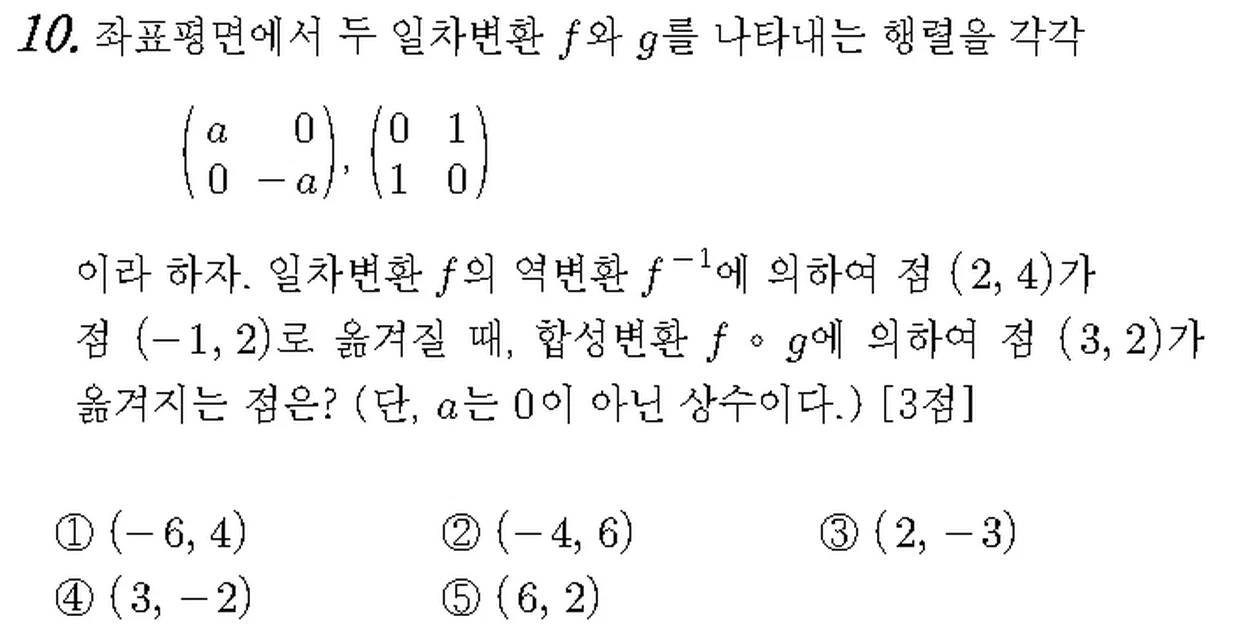 10. 좌표평면에서 두 일차변환 f와 g를 나타내는 행렬을 각각
( a 0 ) , ( 0 1 )
( 0 -a ) ( 1 0 )
이라 하자. 일차변환 f의 역변환 f⁻¹에 의하여 점 (2, 4)가
점 (-1, 2)로 옮겨질 때, 합성변환 f ∘ g에 의하여 점 (3, 2)가
옮겨지는 점은? (단, a는 0이 아닌 상수이다.) [3점]
① (-6, 4) ② (-4, 6) ③ (2, -3)
④ (3, -2) ⑤ (6, 2)